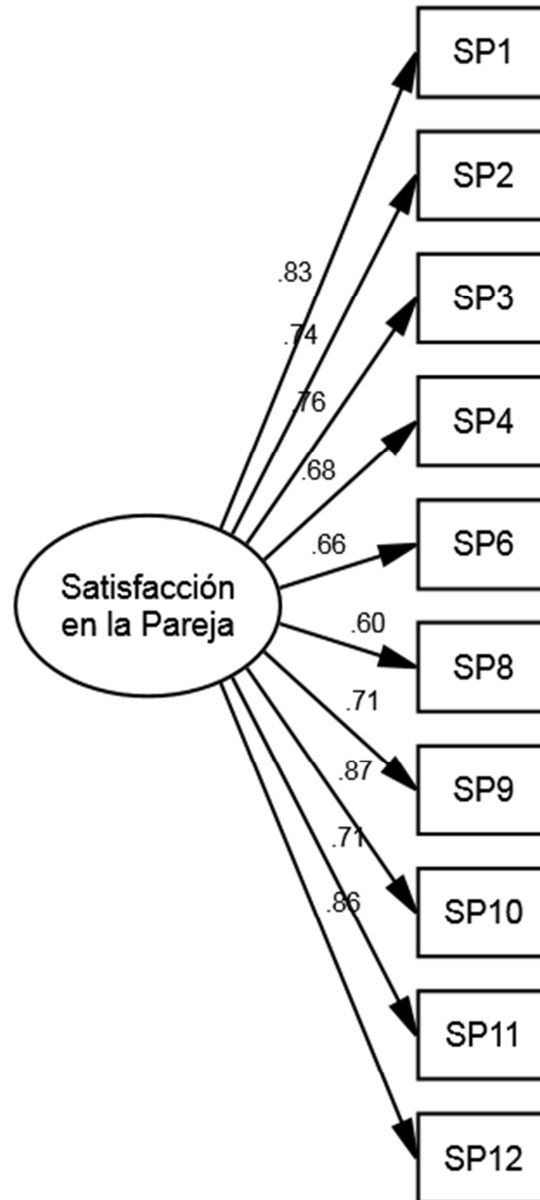 SP1
SP2
.83
SP3
.74
.76
SP4
.68
.66
SP6
Satisfacción
en la Pareja
.60
SP8
.71
.87
SP9
.71
.86
SP10
SP11
SP12